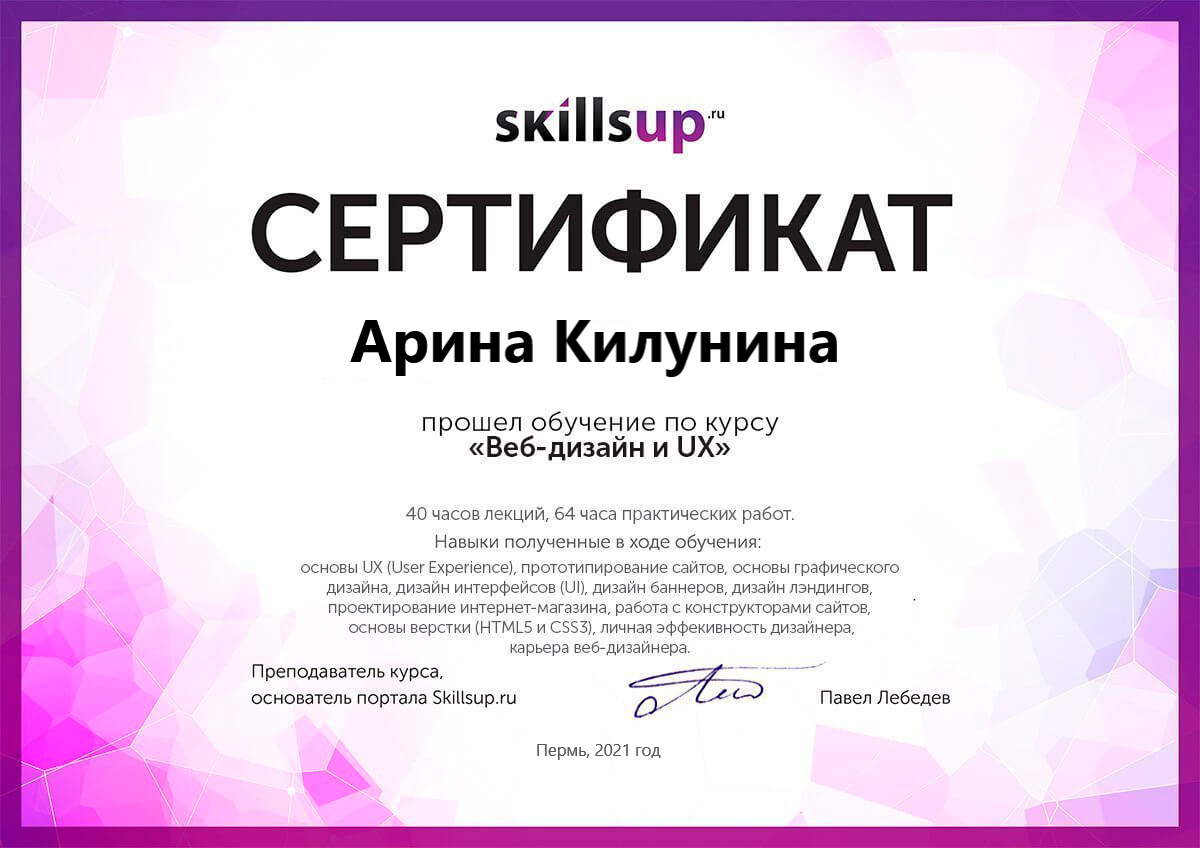 skillsup.ru
СЕРТИФИКАТ
Арина Килунина
прошел обучение по курсу
«Веб-дизайн и UX»
40 часов лекций, 64 часа практических работ.
Навыки полученные в ходе обучения:
основы UX (User Experience), прототипирование сайтов, основы графического
дизайна, дизайн интерфейсов (UI), дизайн баннеров, дизайн лэндингов,
проектирование интернет-магазина, работа с конструкторами сайтов,
основы верстки (HTML5 и CSS3), личная эффекивность дизайнера,
карьера веб-дизайнера.
Преподаватель курса,
основатель портала Skillsup.ru
Павел Лебедев
Пермь, 2021 год